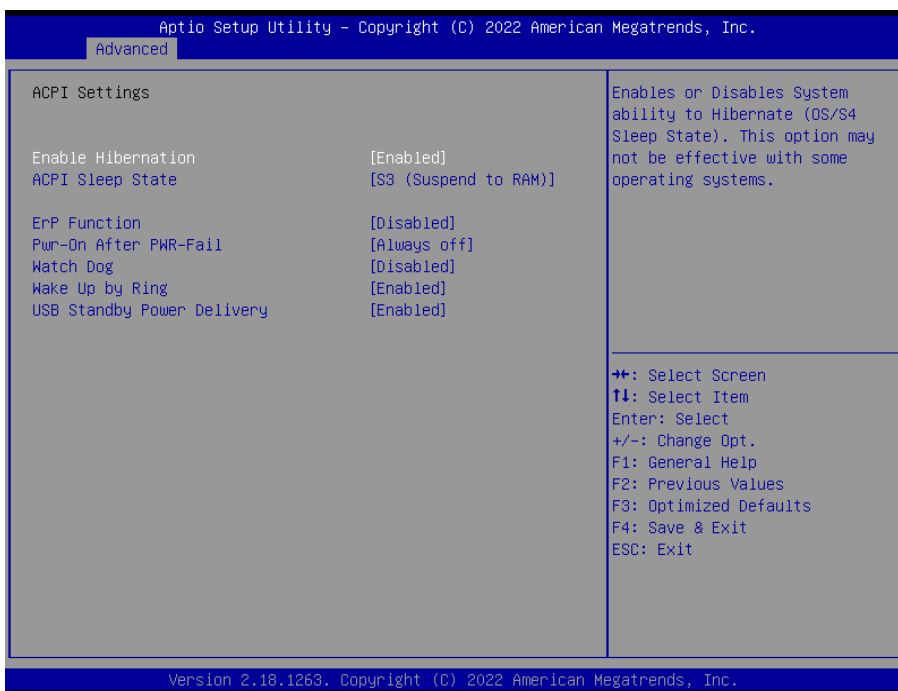 Aptio Setup Utility – Copyright (C) 2022 American Megatrends, Inc.
Advanced
ACPI Settings
Enable Hibernation [Enabled]
ACPI Sleep State [S3 (Suspend to RAM)]
ErP Function [Disabled]
Pwr-On After PWR-Fail [Always off]
Watch Dog [Disabled]
Wake Up by Ring [Enabled]
USB Standby Power Delivery [Enabled]
Enables or Disables System
ability to Hibernate (OS/S4
Sleep State). This option may
not be effective with some
operating systems.
→←: Select Screen
↑↓: Select Item
Enter: Select
+/-: Change Opt.
F1: General Help
F2: Previous Values
F3: Optimized Defaults
F4: Save & Exit
ESC: Exit
Version 2.18.1263. Copyright (C) 2022 American Megatrends, Inc.